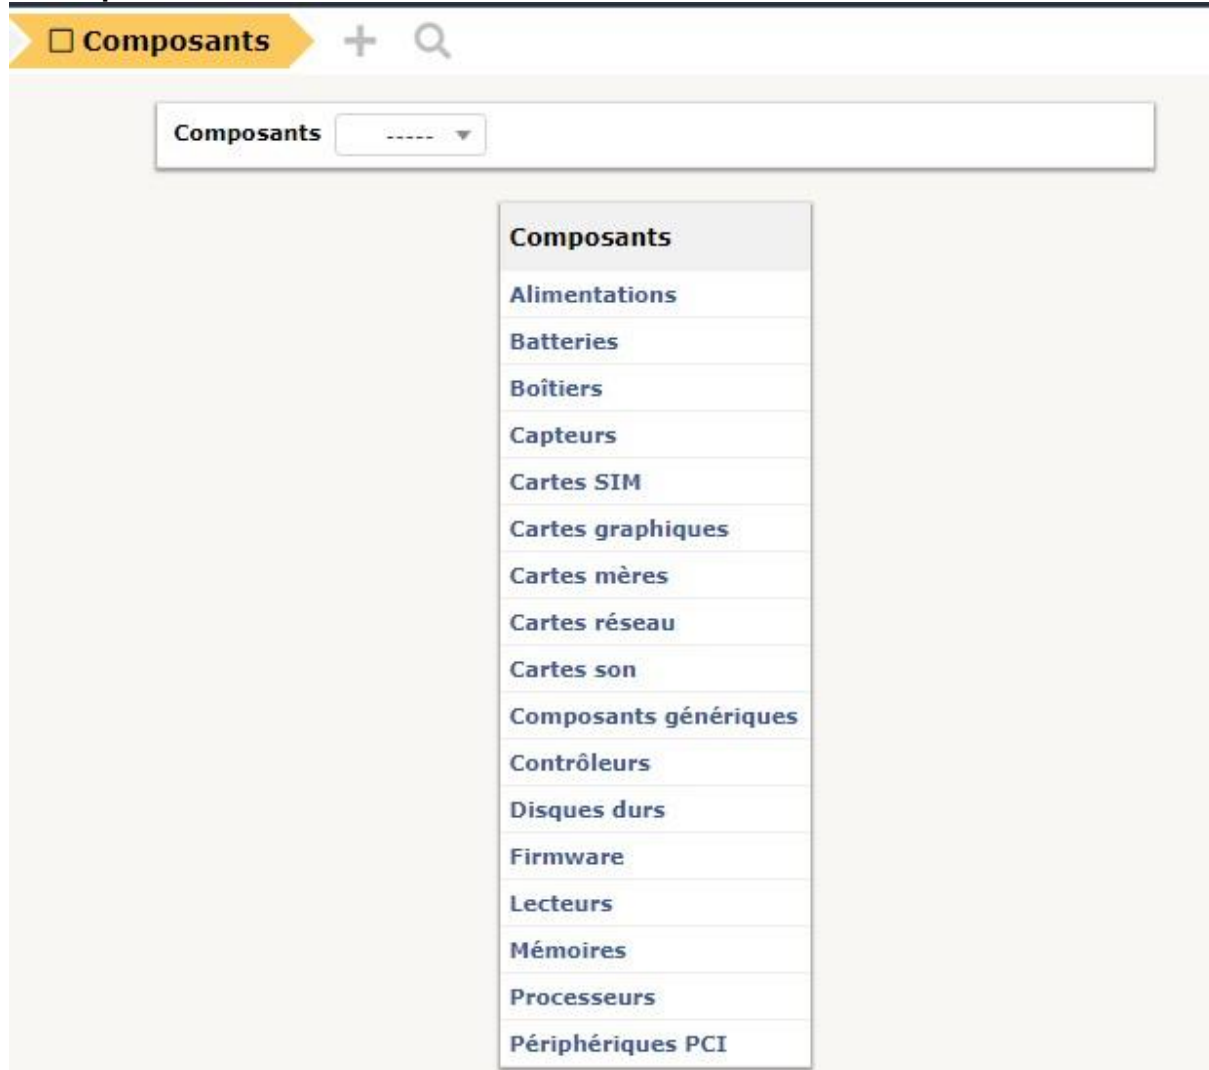 Composants
Composants -----
Composants
Alimentations
Batteries
Boîtiers
Capteurs
Cartes SIM
Cartes graphiques
Cartes mères
Cartes réseau
Cartes son
Composants génériques
Contrôleurs
Disques durs
Firmware
Lecteurs
Mémoires
Processeurs
Périphériques PCI